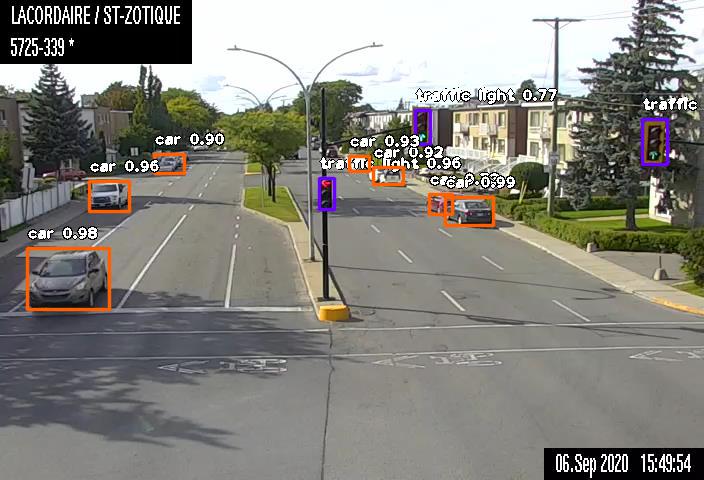 LACORDAIRE / ST-ZOTIQUE
5725-339 *
traffic light 0.77
traffic
car 0.93
car 0.90
car 0.92
traffic light 0.96
car 0.96
car 0.99
car 0.98
06.Sep 2020 15:49:54